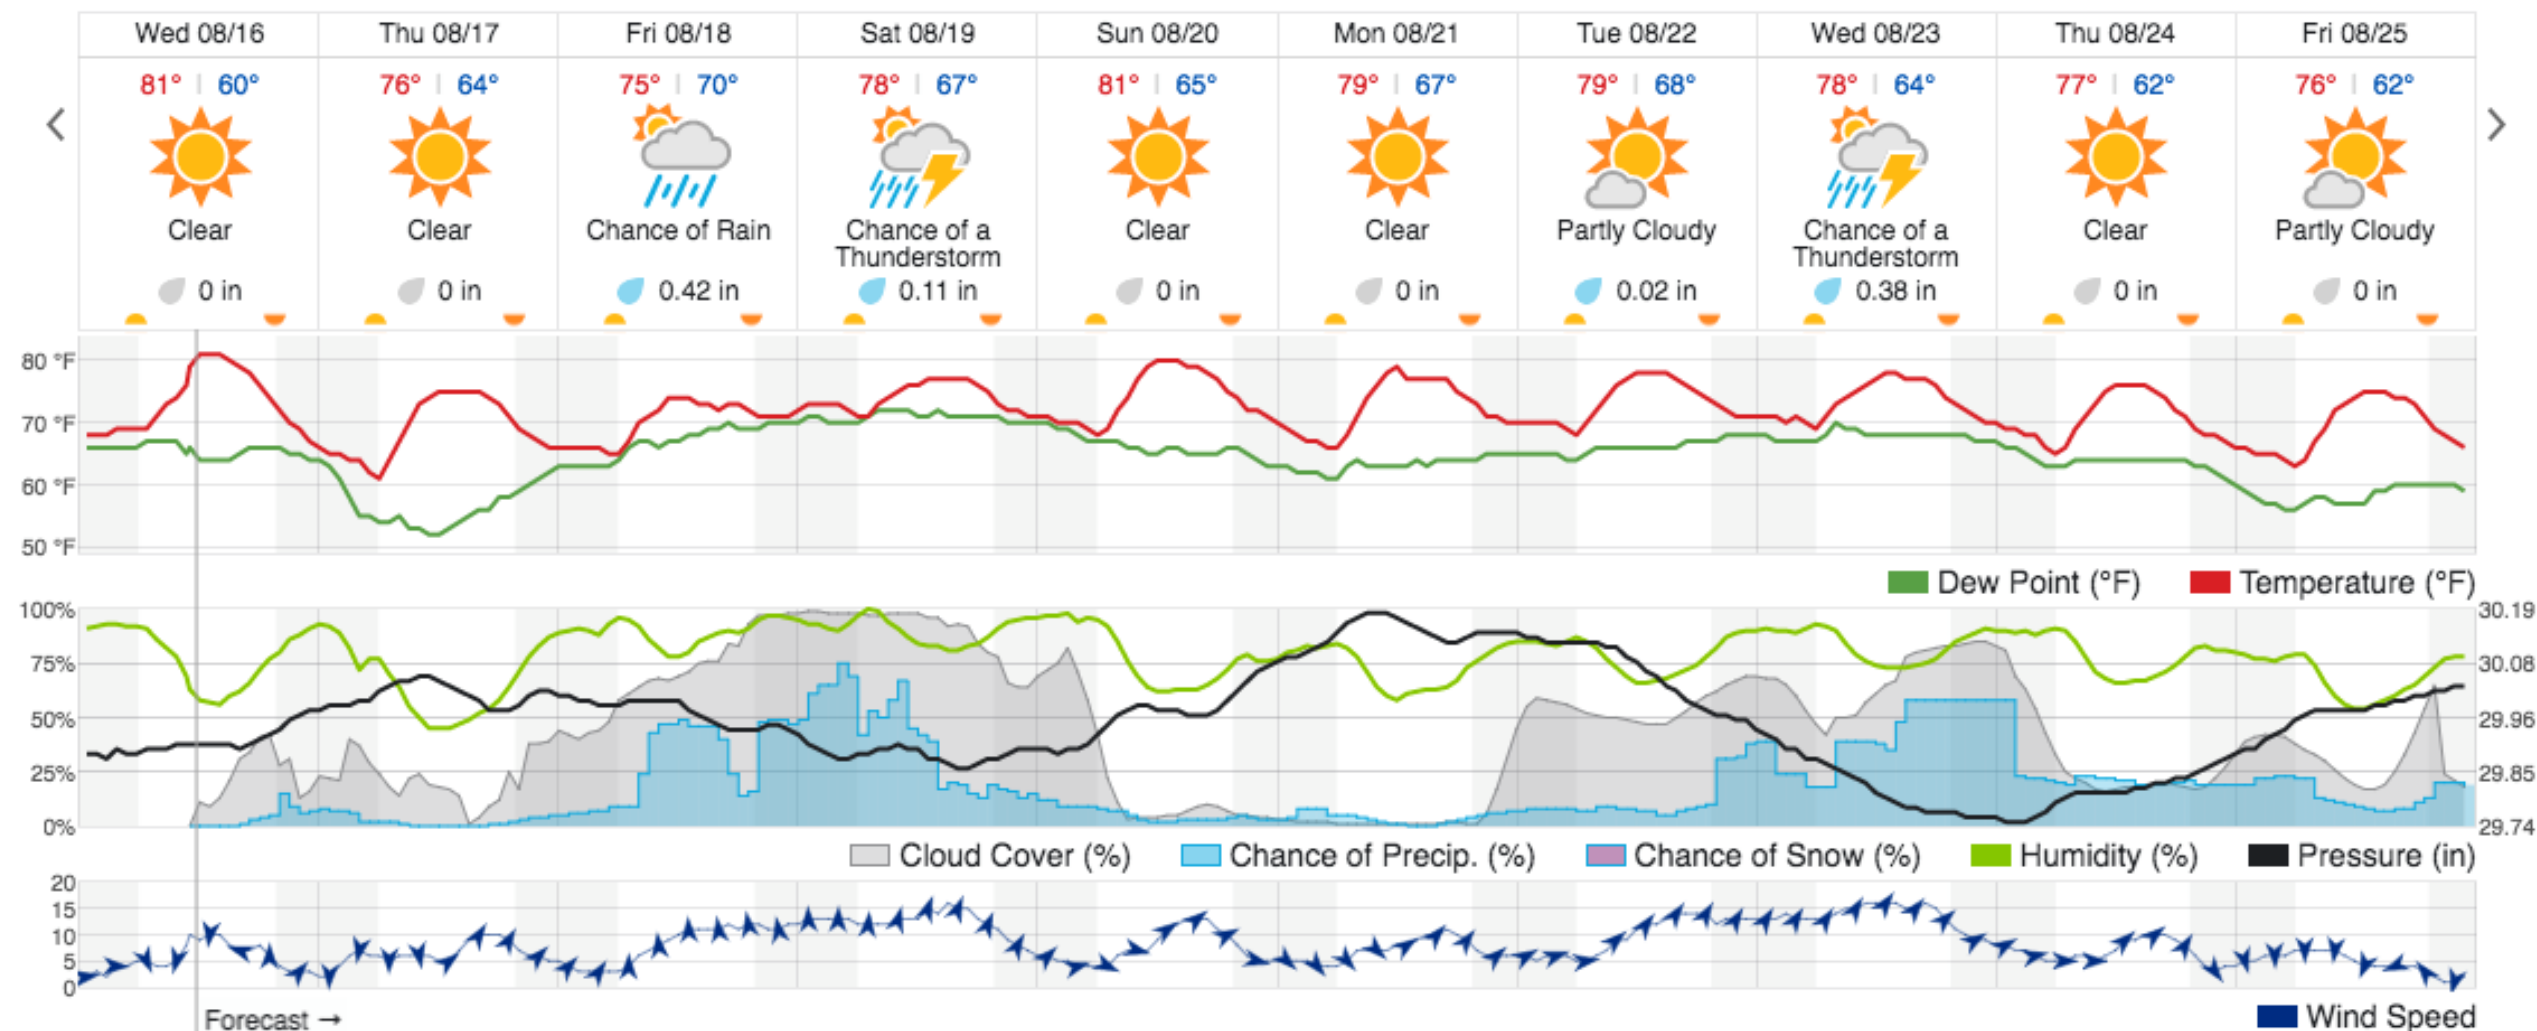 Wed 08/16 Thu 08/17 Fri 08/18 Sat 08/19 Sun 08/20 Mon 08/21 Tue 08/22 Wed 08/23 Thu 08/24 Fri 08/25
81° | 60° 76° | 64° 75° | 70° 78° | 67° 81° | 65° 79° | 67° 79° | 68° 78° | 64° 77° | 62° 76° | 62°
Clear Clear Chance of Rain Chance of a Clear Clear Partly Cloudy Chance of a Clear Partly Cloudy
Thunderstorm Thunderstorm
0 in 0 in 0.42 in 0.11 in 0 in 0 in 0.02 in 0.38 in 0 in 0 in
80 °F
70 °F
60 °F
50 °F
Dew Point (°F) Temperature (°F)
100% 30.19
75% 30.08
50% 29.96
25% 29.85
0% 29.74
Cloud Cover (%) Chance of Precip. (%) Chance of Snow (%) Humidity (%) Pressure (in)
20
15
10
5
0
Forecast → Wind Speed